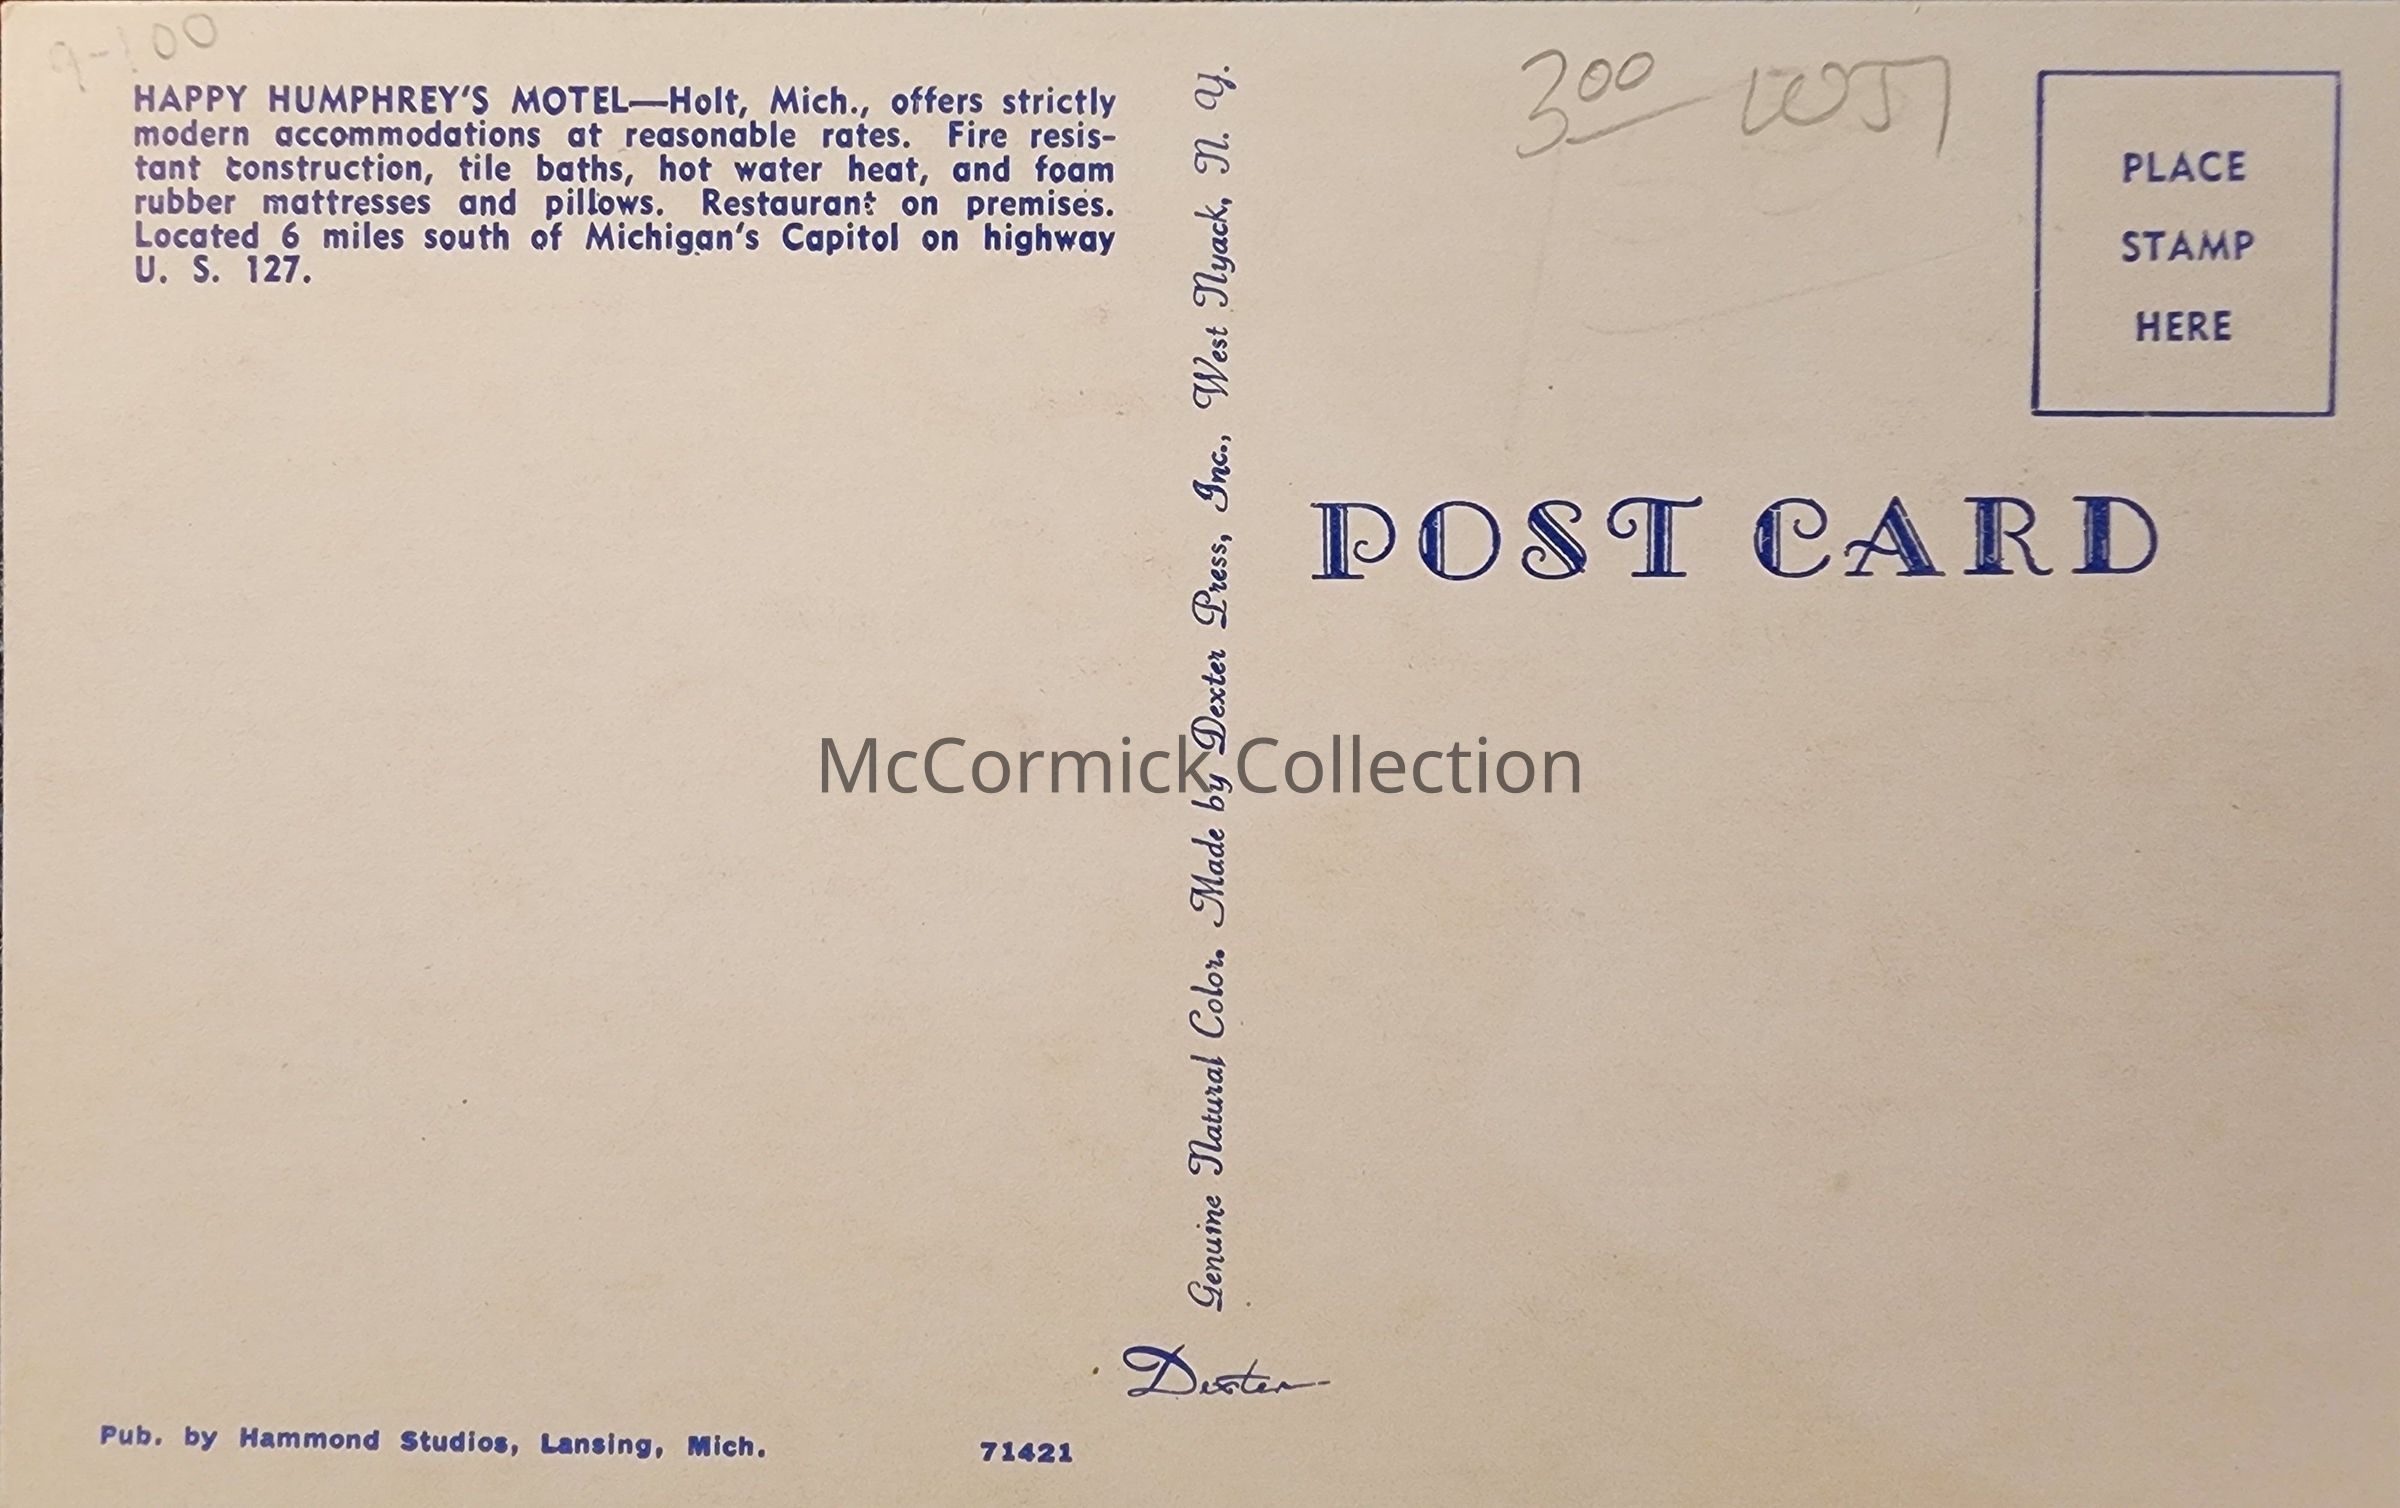 HAPPY HUMPHREY'S MOTEL—Holt, Mich., offers strictly
modern accommodations at reasonable rates. Fire resis-
tant construction, tile baths, hot water heat, and foam
rubber mattresses and pillows. Restaurant on premises.
Located 6 miles south of Michigan's Capitol on highway
U. S. 127.
Genuine Natural Color. Made by Dexter Press, Inc., West Nyack, N. Y.
3 00
PLACE
STAMP
HERE
POST CARD
McCormick Collection
Dexter
Pub. by Hammond Studios, Lansing, Mich.
71421